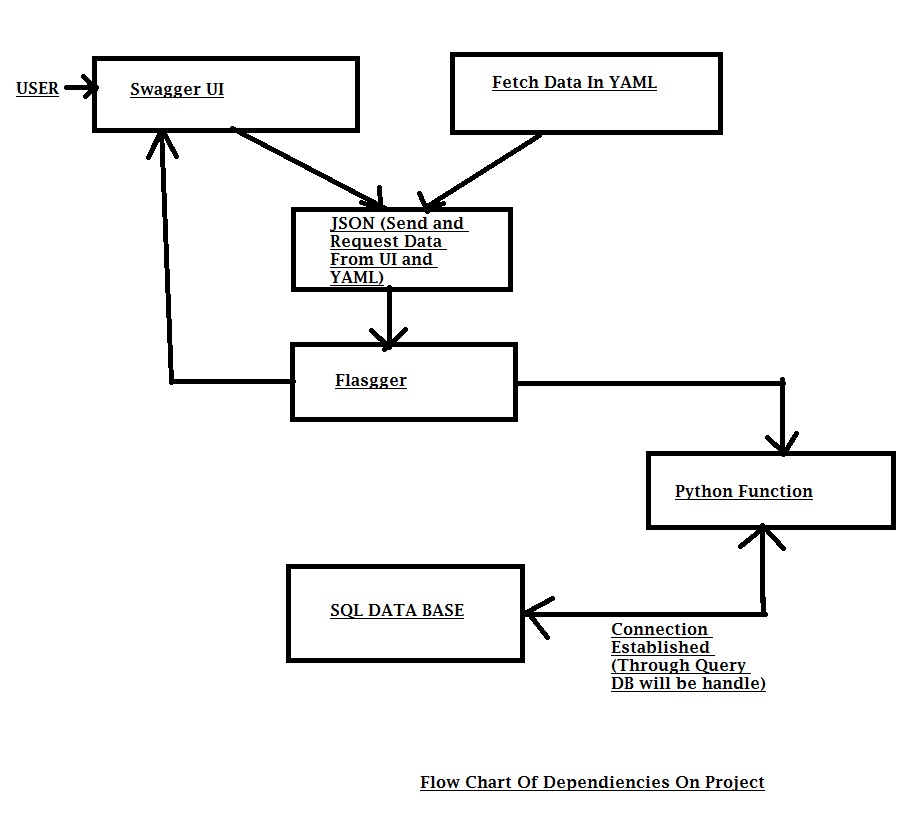 USER
Swagger UI
Fetch Data In YAML
JSON (Send and
Request Data
From UI and
YAML)
Flasgger
Python Function
SQL DATA BASE
Connection
Established
(Through Query
DB will be handle)
Flow Chart Of Dependiencies On Project